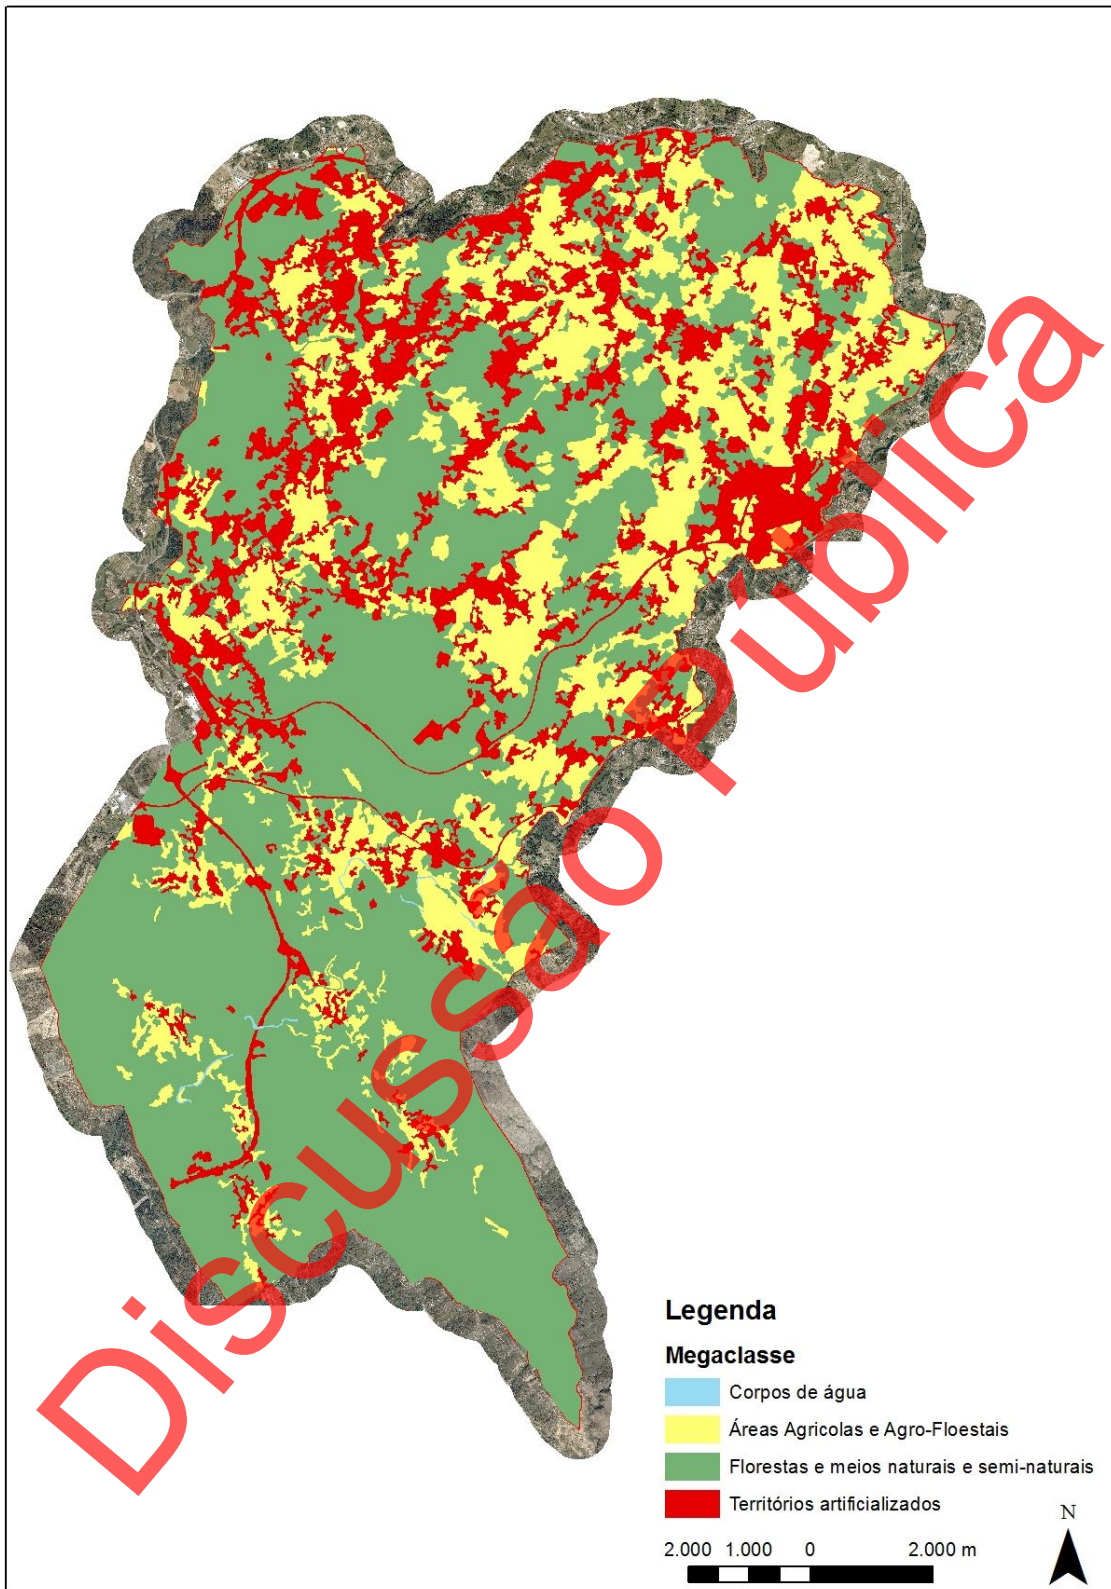 Discussão Pública
Legenda
Megaclasse
Corpos de água
Áreas Agricolas e Agro-Floestais
Florestas e meios naturais e semi-naturais
Territórios artificializados
N
2.000 1.000 0 2.000 m